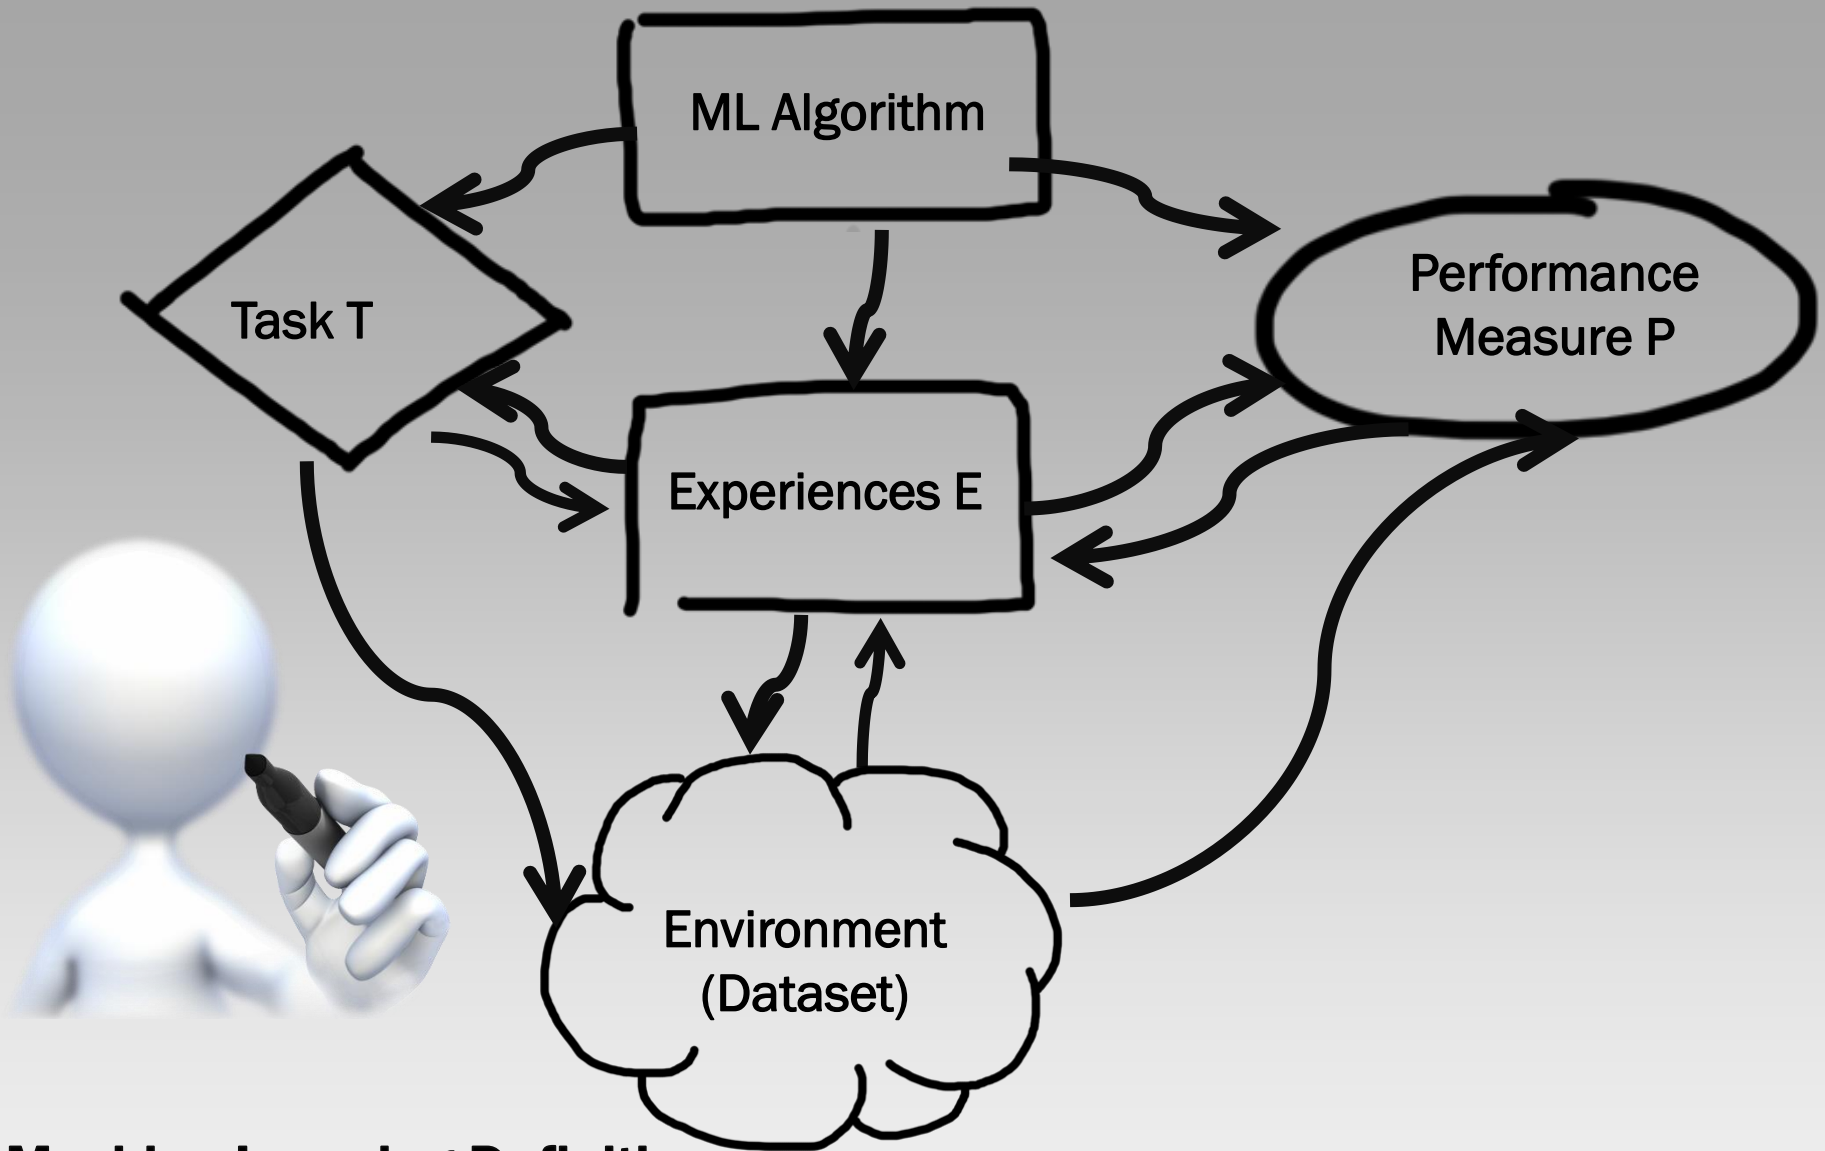 ML Algorithm
Task T
Performance
Measure P
Experiences E
Environment
(Dataset)